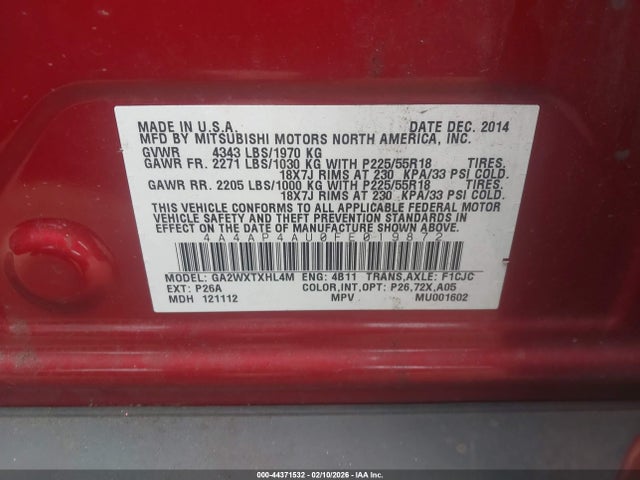 MADE IN U.S.A. DATE DEC. 2014
MFD BY MITSUBISHI MOTORS NORTH AMERICA, INC.
GVWR 4343 LBS/1970 KG
GAWR FR. 2271 LBS/1030 KG WITH P225/55R18 TIRES.
18X7J RIMS AT 230 KPA/33 PSI COLD.
GAWR RR. 2205 LBS/1000 KG WITH P225/55R18 TIRES.
18X7J RIMS AT 230 KPA/33 PSI COLD.
THIS VEHICLE CONFORMS TO ALL APPLICABLE FEDERAL MOTOR
VEHICLE SAFETY AND THEFT PREVENTION STANDARDS IN
EFFECT ON THE DATE OF MANUFACTURE SHOWN ABOVE.
4A4AP4AU0FE019872
MODEL: GA2WXTXHL4M ENG: 4B11 TRANS,AXLE: F1CJC
EXT: P26A COLOR,INT,OPT: P26,72X,A05
MDH 121112 MPV MU001602
000-44371532 - 02/10/2026 - IAA Inc.